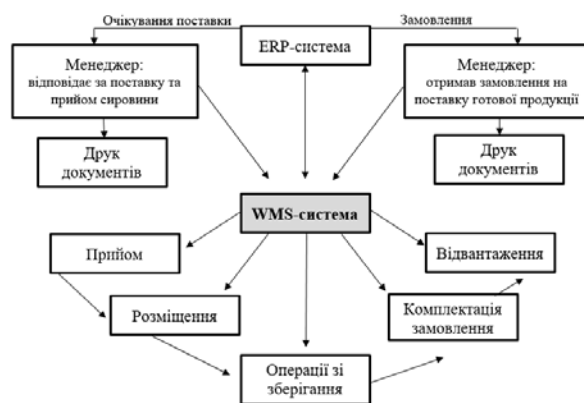 Очікування поставки
Замовлення
ERP-система
Менеджер:
відповідає за поставку та
прийом сировини
Менеджер:
отримав замовлення на
поставку готової продукції
Друк
документів
Друк
документів
WMS-система
Прийом
Відвантаження
Розміщення
Комплектація
замовлення
Операції зі
зберігання